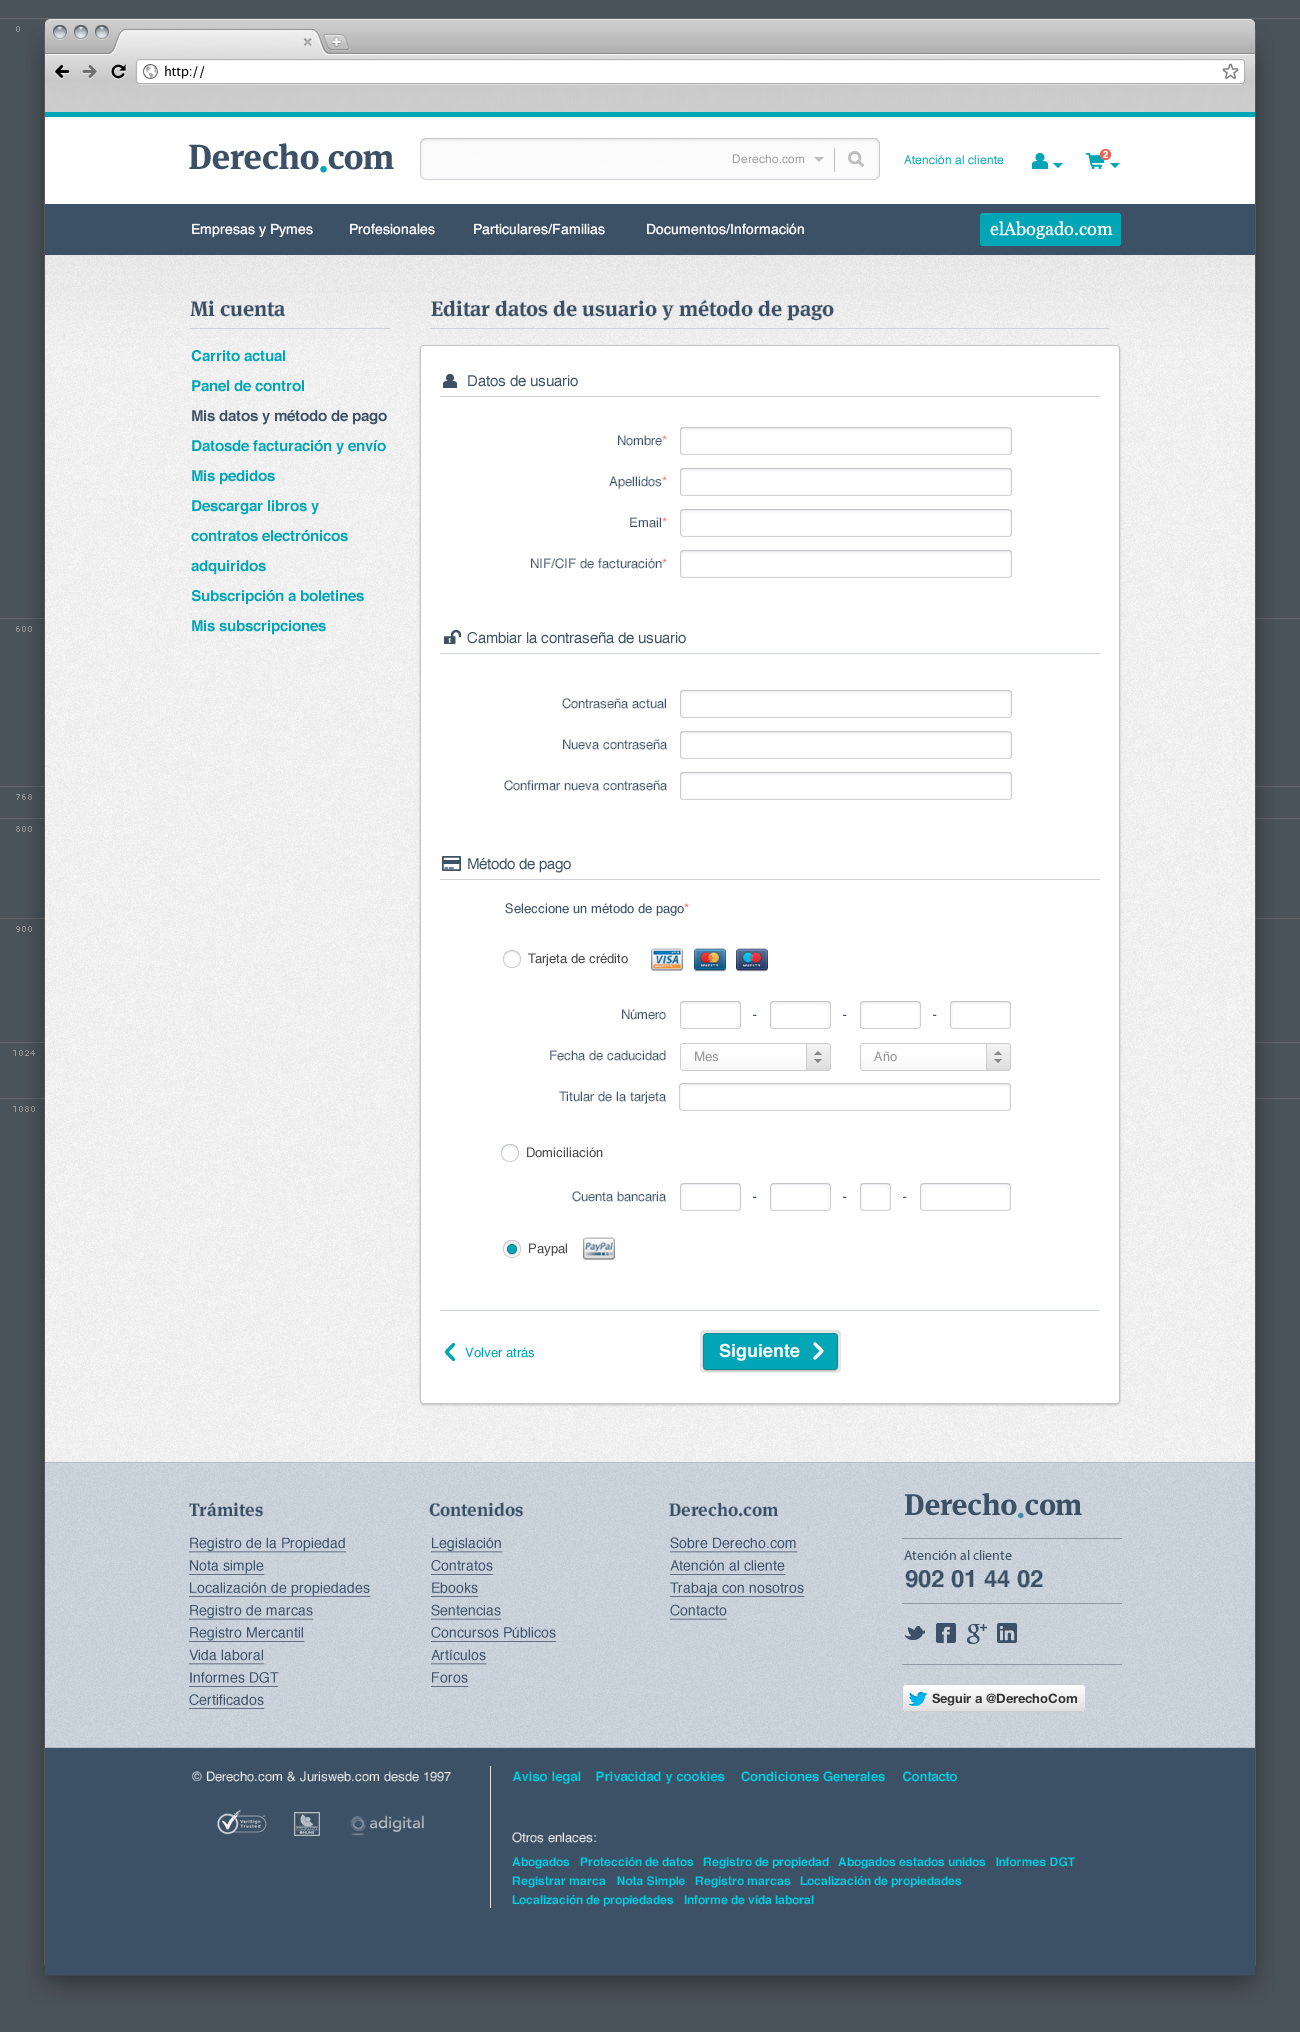 0
http://
Derecho.com
Derecho.com
Atención al cliente
2
Empresas y Pymes
Profesionales
Particulares/Familias
Documentos/Información
elAbogado.com
Mi cuenta
Carrito actual
Panel de control
Mis datos y método de pago
Datosde facturación y envío
Mis pedidos
Descargar libros y
contratos electrónicos
adquiridos
Subscripción a boletines
Mis subscripciones
600
768
800
900
1024
1080
Editar datos de usuario y método de pago
Datos de usuario
Nombre*
Apellidos*
Email*
NIF/CIF de facturación*
Cambiar la contraseña de usuario
Contraseña actual
Nueva contraseña
Confirmar nueva contraseña
Método de pago
Seleccione un método de pago*
Tarjeta de crédito
VISA
Número - - -
Fecha de caducidad Mes Año
Titular de la tarjeta
Domiciliación
Cuenta bancaria - - -
Paypal PayPal
Volver atrás
Siguiente
Trámites
Registro de la Propiedad
Nota simple
Localización de propiedades
Registro de marcas
Registro Mercantil
Vida laboral
Informes DGT
Certificados
Contenidos
Legislación
Contratos
Ebooks
Sentencias
Concursos Públicos
Artículos
Foros
Derecho.com
Sobre Derecho.com
Atención al cliente
Trabaja con nosotros
Contacto
Derecho.com
Atención al cliente
902 01 44 02
Seguir a @DerechoCom
© Derecho.com & Jurisweb.com desde 1997
VeriSign
Trusted
adigital
Aviso legal Privacidad y cookies Condiciones Generales Contacto
Otros enlaces:
Abogados Protección de datos Registro de propiedad Abogados estados unidos Informes DGT
Registrar marca Nota Simple Registro marcas Localización de propiedades
Localización de propiedades Informe de vida laboral